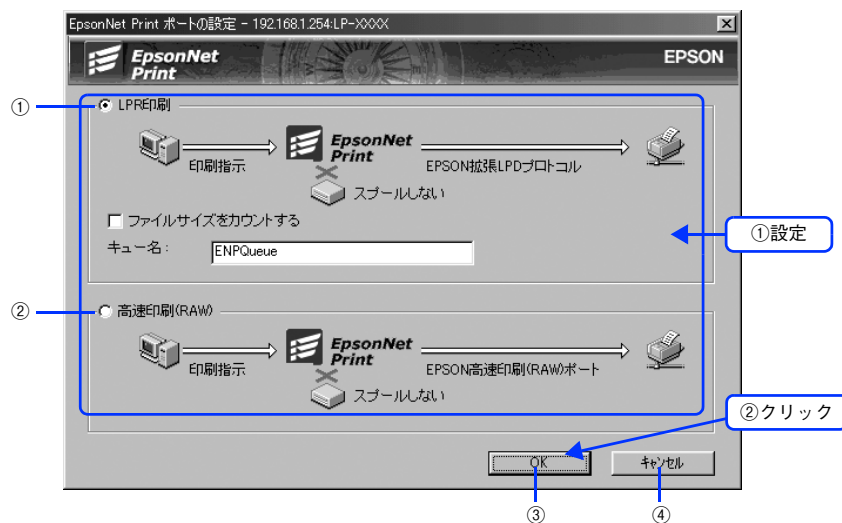 EpsonNet Print ポートの設定 - 192.168.1.254:LP-XXXX
EpsonNet
Print
EPSON
①
LPR印刷
印刷指示
EpsonNet
Print
EPSON拡張LPDプロトコル
スプールしない
ファイルサイズをカウントする
キュー名:
ENPQueue
①設定
②
高速印刷(RAW)
印刷指示
EpsonNet
Print
EPSON高速印刷(RAW)ポート
スプールしない
②クリック
OK
キャンセル
③
④